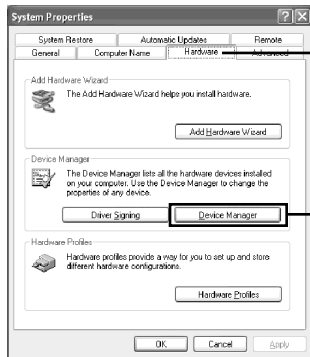 System Properties
System Restore Automatic Updates Remote
General Computer Name Hardware Advanced
Add Hardware Wizard
The Add Hardware Wizard helps you install hardware.
Add Hardware Wizard
Device Manager
The Device Manager lists all the hardware devices installed
on your computer. Use the Device Manager to change the
properties of any device.
Driver Signing Device Manager
Hardware Profiles
Hardware profiles provide a way for you to set up and store
different hardware configurations.
Hardware Profiles
OK Cancel Apply